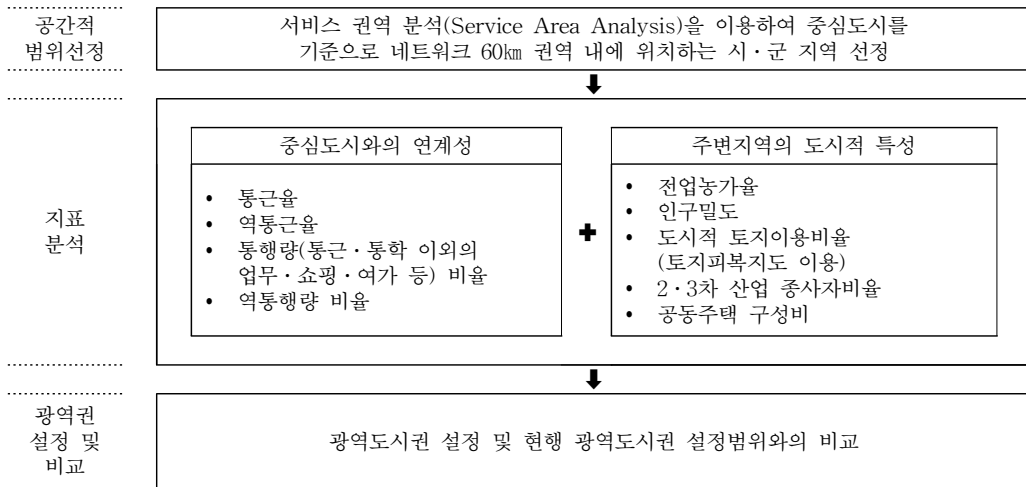 공간적
범위선정
서비스 권역 분석(Service Area Analysis)을 이용하여 중심도시를
기준으로 네트워크 60㎞ 권역 내에 위치하는 시·군 지역 선정
지표
분석
중심도시와의 연계성
• 통근율
• 역통근율
• 통행량(통근·통학 이외의
업무·쇼핑·여가 등) 비율
• 역통행량 비율
주변지역의 도시적 특성
• 전업농가율
• 인구밀도
• 도시적 토지이용비율
(토지피복지도 이용)
• 2·3차 산업 종사자비율
• 공동주택 구성비
광역권
설정 및
비교
광역도시권 설정 및 현행 광역도시권 설정범위와의 비교